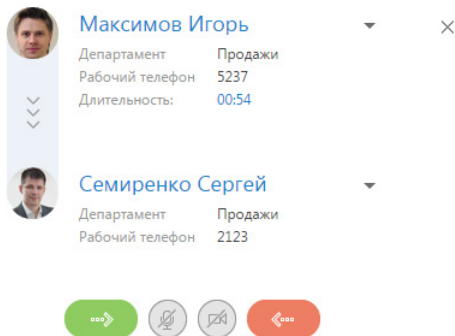 Максимов Игорь
Департамент Продажи
Рабочий телефон 5237
Длительность: 00:54
Семиренко Сергей
Департамент Продажи
Рабочий телефон 2123